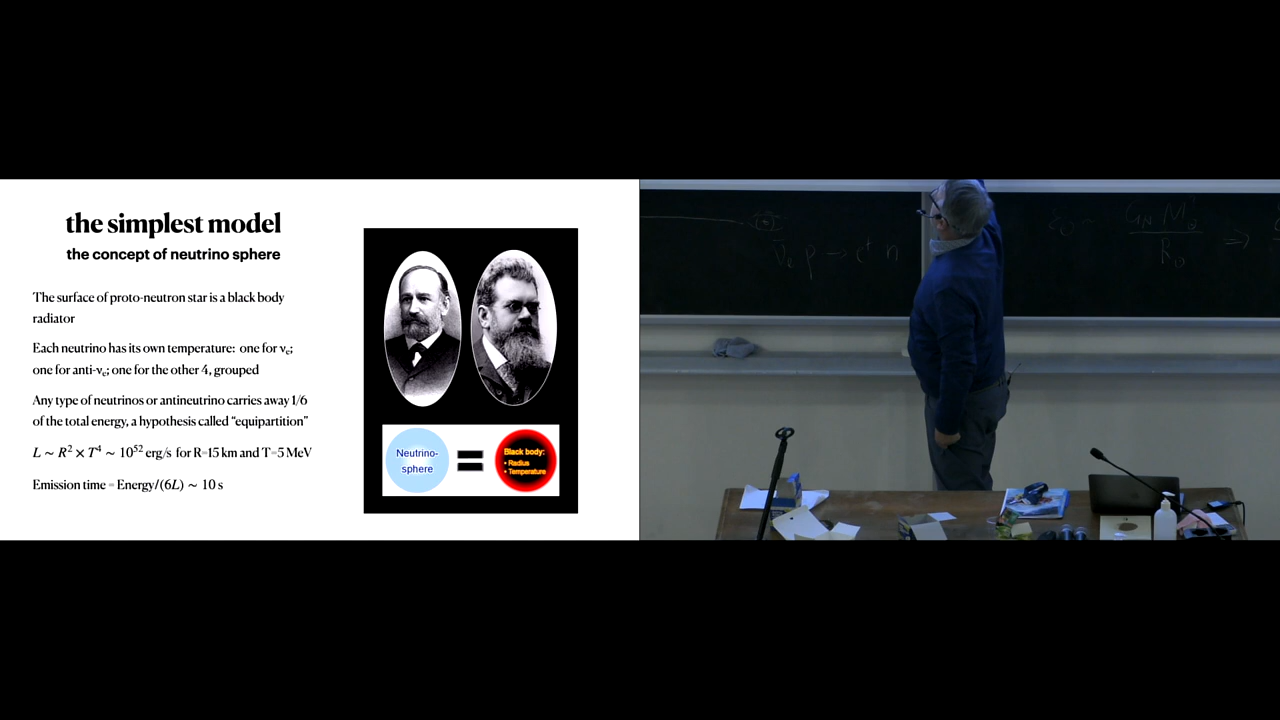 the simplest model
the concept of neutrino sphere
The surface of proto-neutron star is a black body
radiator
Each neutrino has its own temperature: one for νₑ;
one for anti-νₑ; one for the other 4, grouped
Any type of neutrinos or antineutrino carries away 1/6
of the total energy, a hypothesis called “equipartition”
L ∼ R² × T⁴ ∼ 10⁵² erg/s for R=15 km and T=5 MeV
Emission time = Energy/(6L) ∼ 10 s
Neutrino-
sphere
=
Black body:
• Radius
• Temperature
ν̄ₑ p → e⁺ n
G_N M
R
⇒